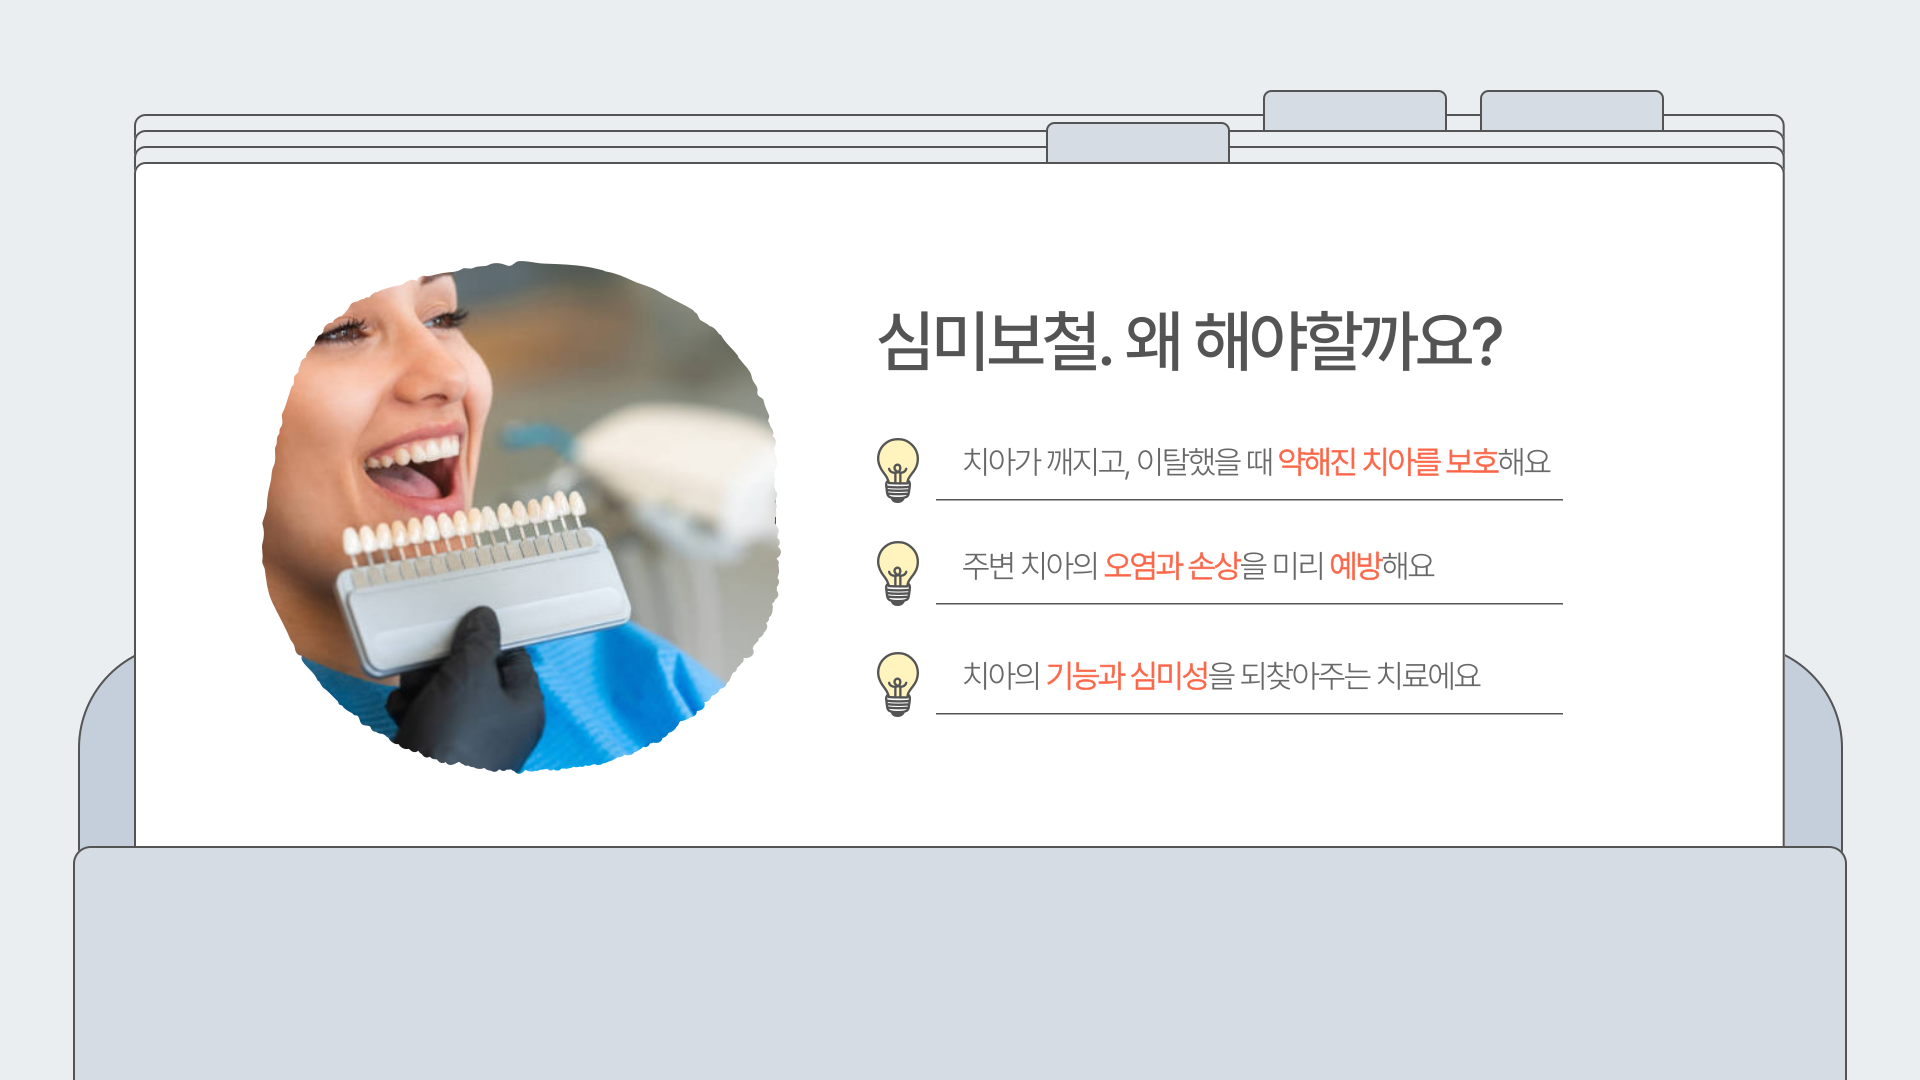 심미보철. 왜 해야할까요?
치아가 깨지고, 이탈했을 때 약해진 치아를 보호해요
주변 치아의 오염과 손상을 미리 예방해요
치아의 기능과 심미성을 되찾아주는 치료에요